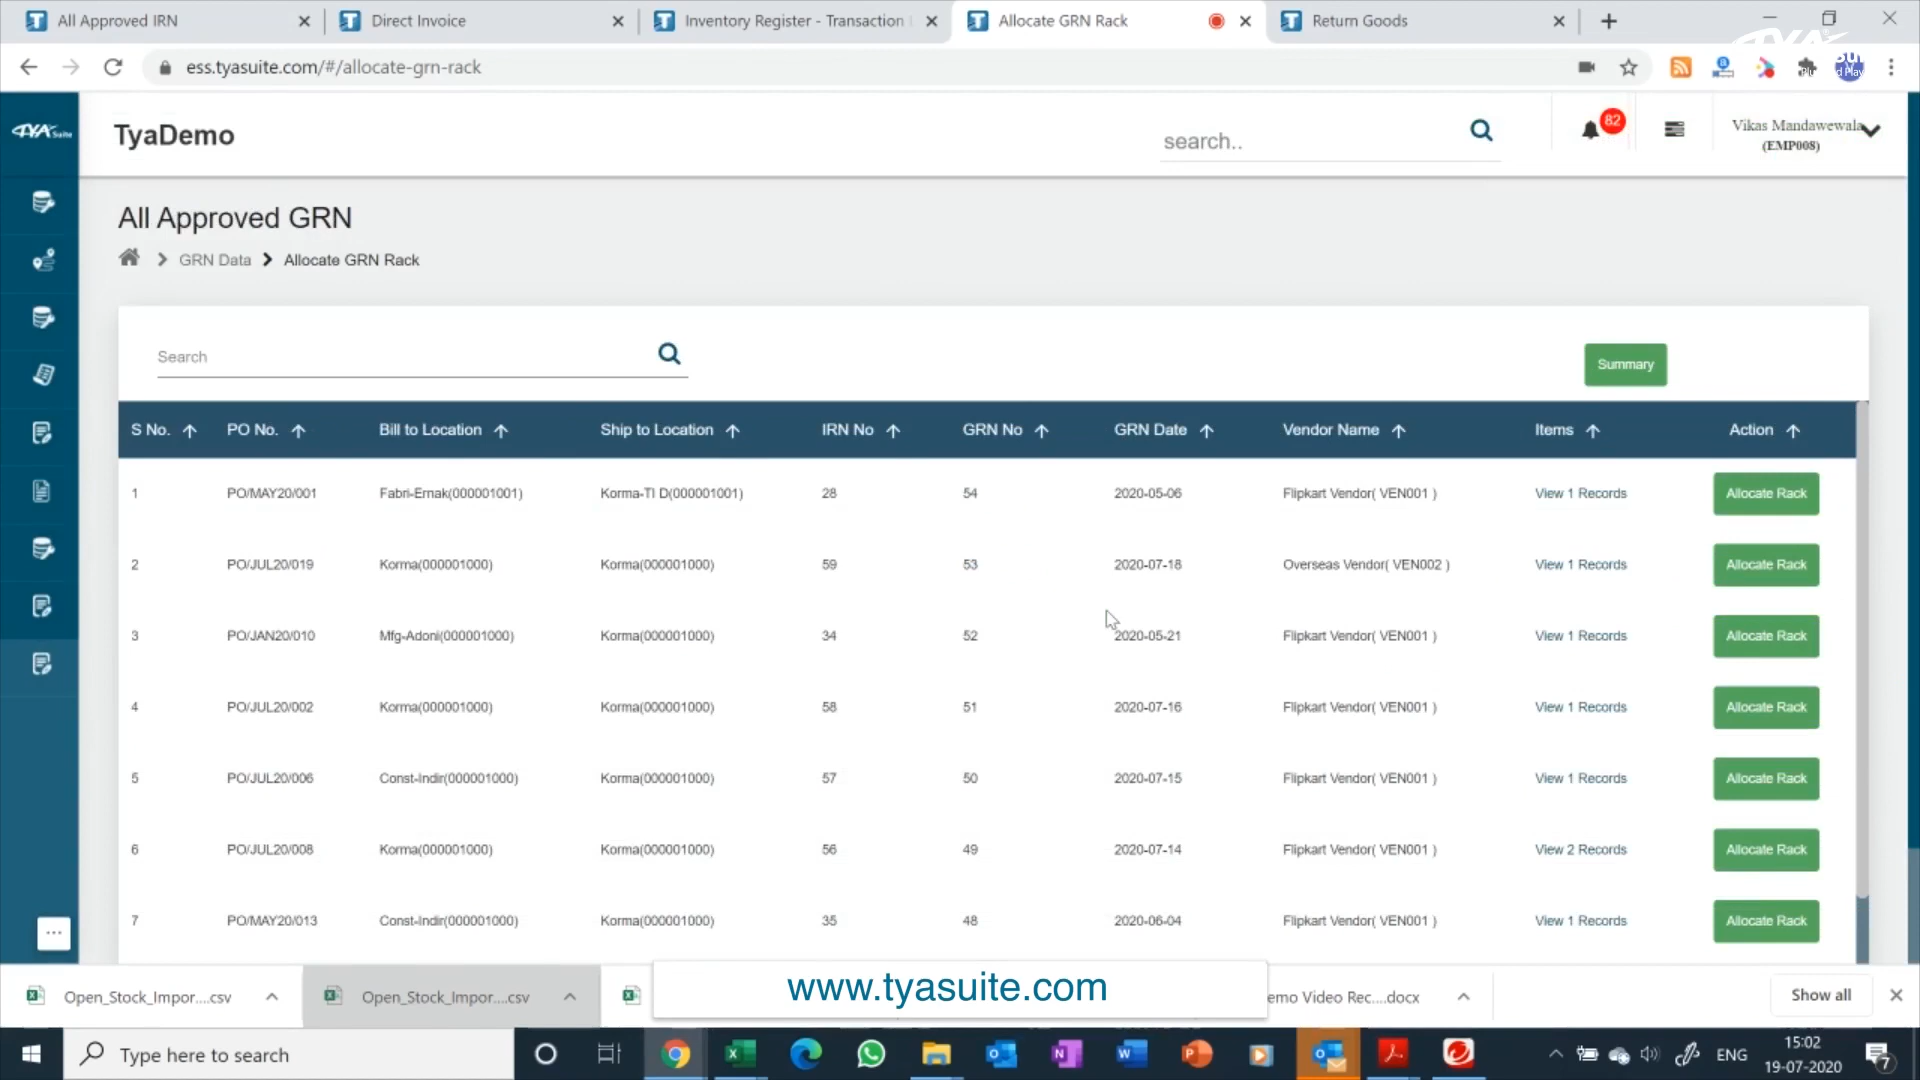 All Approved IRN
Direct Invoice
Inventory Register - Transaction
Allocate GRN Rack
Return Goods
ess.tyasuite.com/#/allocate-grn-rack
TYA Suite
TyaDemo
search..
82
Vikas Mandawewala
(EMP008)
All Approved GRN
GRN Data > Allocate GRN Rack
Search
Summary
S No. PO No. Bill to Location Ship to Location IRN No GRN No GRN Date Vendor Name Items Action
1 PO/MAY20/001 Fabri-Ernak(000001001) Korma-TI D(000001001) 28 54 2020-05-06 Flipkart Vendor( VEN001 ) View 1 Records Allocate Rack
2 PO/JUL20/019 Korma(000001000) Korma(000001000) 59 53 2020-07-18 Overseas Vendor( VEN002 ) View 1 Records Allocate Rack
3 PO/JAN20/010 Mfg-Adoni(000001000) Korma(000001000) 34 52 2020-05-21 Flipkart Vendor( VEN001 ) View 1 Records Allocate Rack
4 PO/JUL20/002 Korma(000001000) Korma(000001000) 58 51 2020-07-16 Flipkart Vendor( VEN001 ) View 1 Records Allocate Rack
5 PO/JUL20/006 Const-Indir(000001000) Korma(000001000) 57 50 2020-07-15 Flipkart Vendor( VEN001 ) View 1 Records Allocate Rack
6 PO/JUL20/008 Korma(000001000) Korma(000001000) 56 49 2020-07-14 Flipkart Vendor( VEN001 ) View 2 Records Allocate Rack
7 PO/MAY20/013 Const-Indir(000001000) Korma(000001000) 35 48 2020-06-04 Flipkart Vendor( VEN001 ) View 1 Records Allocate Rack
Open_Stock_Impor....csv
Open_Stock_Impor....csv
www.tyasuite.com
emo Video Rec....docx
Show all
Type here to search
ENG
15:02
19-07-2020
7